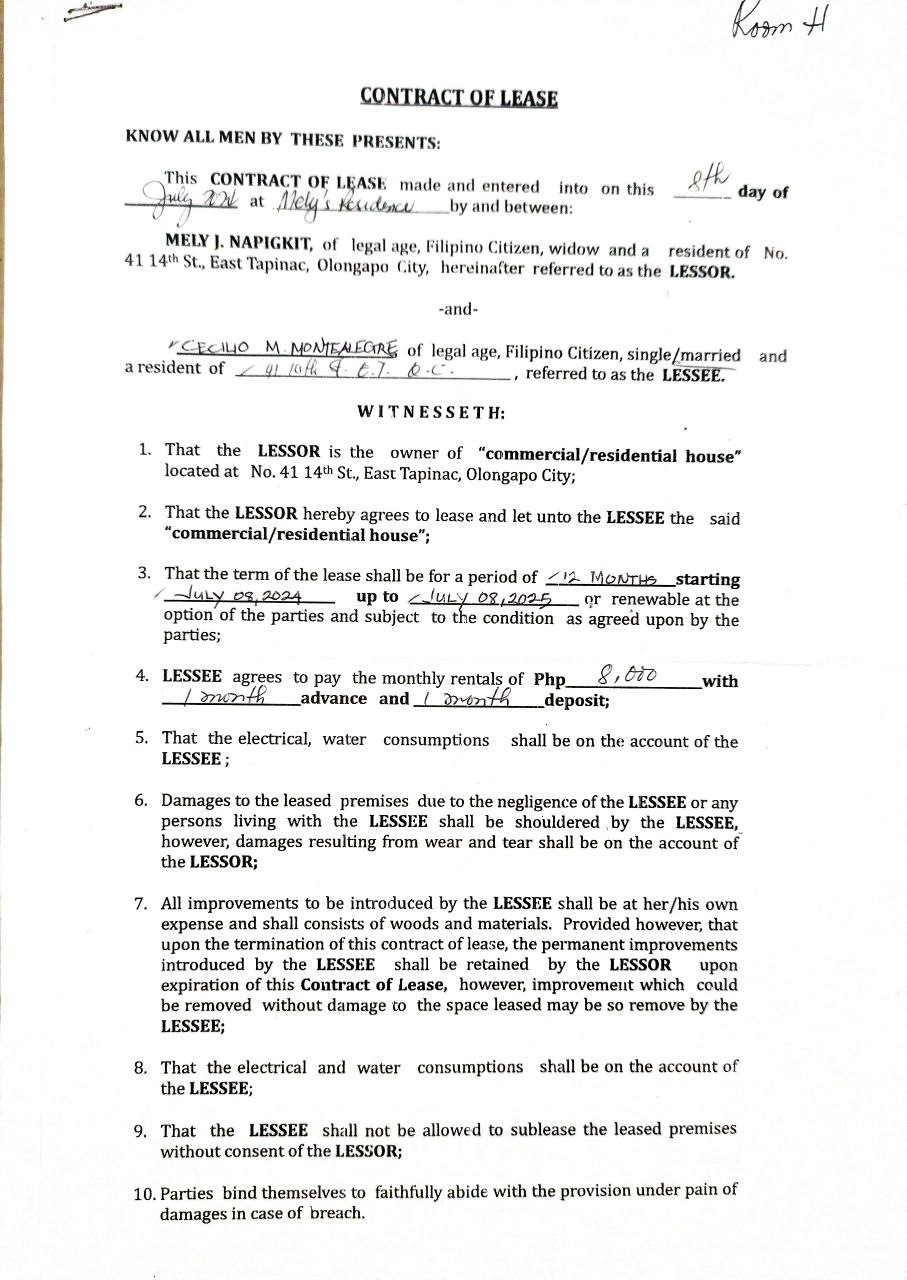 Room H
CONTRACT OF LEASE
KNOW ALL MEN BY THESE PRESENTS:
This CONTRACT OF LEASE made and entered into on this 8th day of
July 2024 at Mely's Residence by and between:
MELY J. NAPIGKIT, of legal age, Filipino Citizen, widow and a resident of No.
41 14th St., East Tapinac, Olongapo City, hereinafter referred to as the LESSOR.
-and-
CECILIO M. MONTEALEGRE of legal age, Filipino Citizen, single/married and
a resident of 41 St. E.T. O.C. , referred to as the LESSEE.
WITNESSETH:
1. That the LESSOR is the owner of “commercial/residential house”
located at No. 41 14th St., East Tapinac, Olongapo City;
2. That the LESSOR hereby agrees to lease and let unto the LESSEE the said
“commercial/residential house”;
3. That the term of the lease shall be for a period of 12 MONTHS starting
JULY 08, 2024 up to JULY 08, 2025 or renewable at the
option of the parties and subject to the condition as agreed upon by the
parties;
4. LESSEE agrees to pay the monthly rentals of Php 8,000 with
1 month advance and 1 month deposit;
5. That the electrical, water consumptions shall be on the account of the
LESSEE ;
6. Damages to the leased premises due to the negligence of the LESSEE or any
persons living with the LESSEE shall be shouldered by the LESSEE,
however, damages resulting from wear and tear shall be on the account of
the LESSOR;
7. All improvements to be introduced by the LESSEE shall be at her/his own
expense and shall consists of woods and materials. Provided however, that
upon the termination of this contract of lease, the permanent improvements
introduced by the LESSEE shall be retained by the LESSOR upon
expiration of this Contract of Lease, however, improvement which could
be removed without damage to the space leased may be so remove by the
LESSEE;
8. That the electrical and water consumptions shall be on the account of
the LESSEE;
9. That the LESSEE shall not be allowed to sublease the leased premises
without consent of the LESSOR;
10. Parties bind themselves to faithfully abide with the provision under pain of
damages in case of breach.